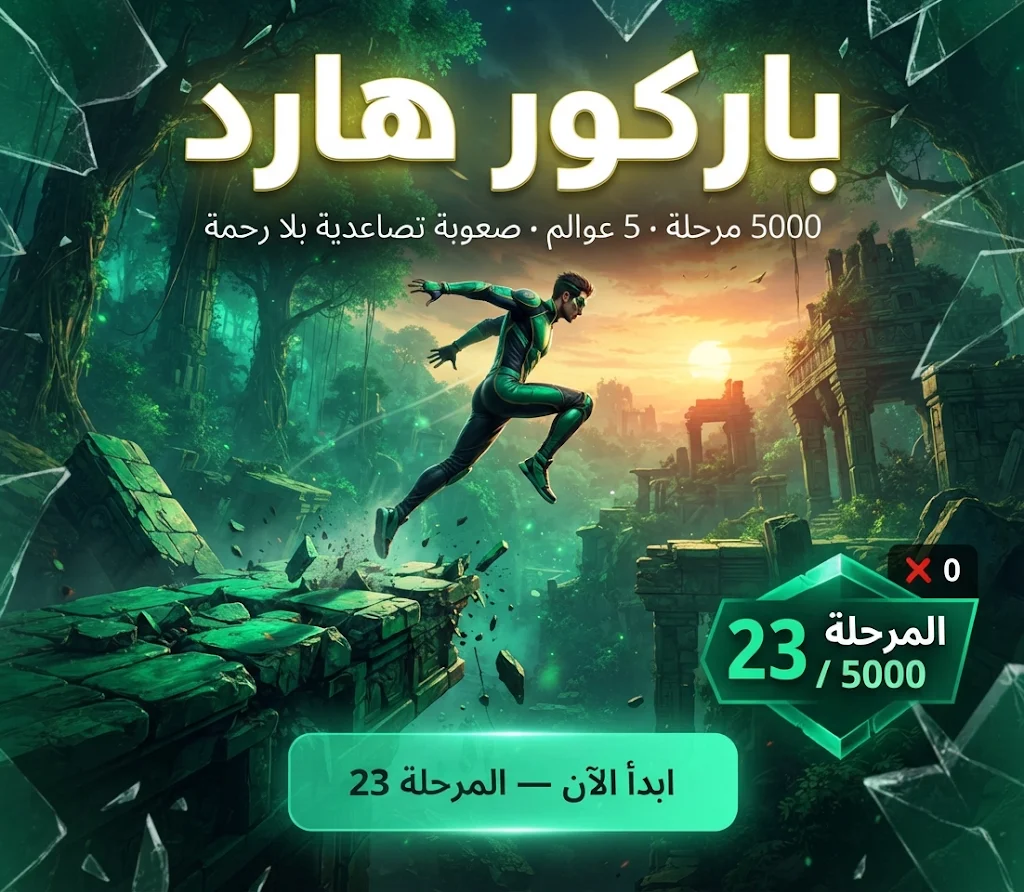 باركور هارد
5000 مرحلة · 5 عوالم · صعوبة تصاعدية بلا رحمة
❌ 0
المرحلة
23 / 5000
ابدأ الآن — المرحلة 23